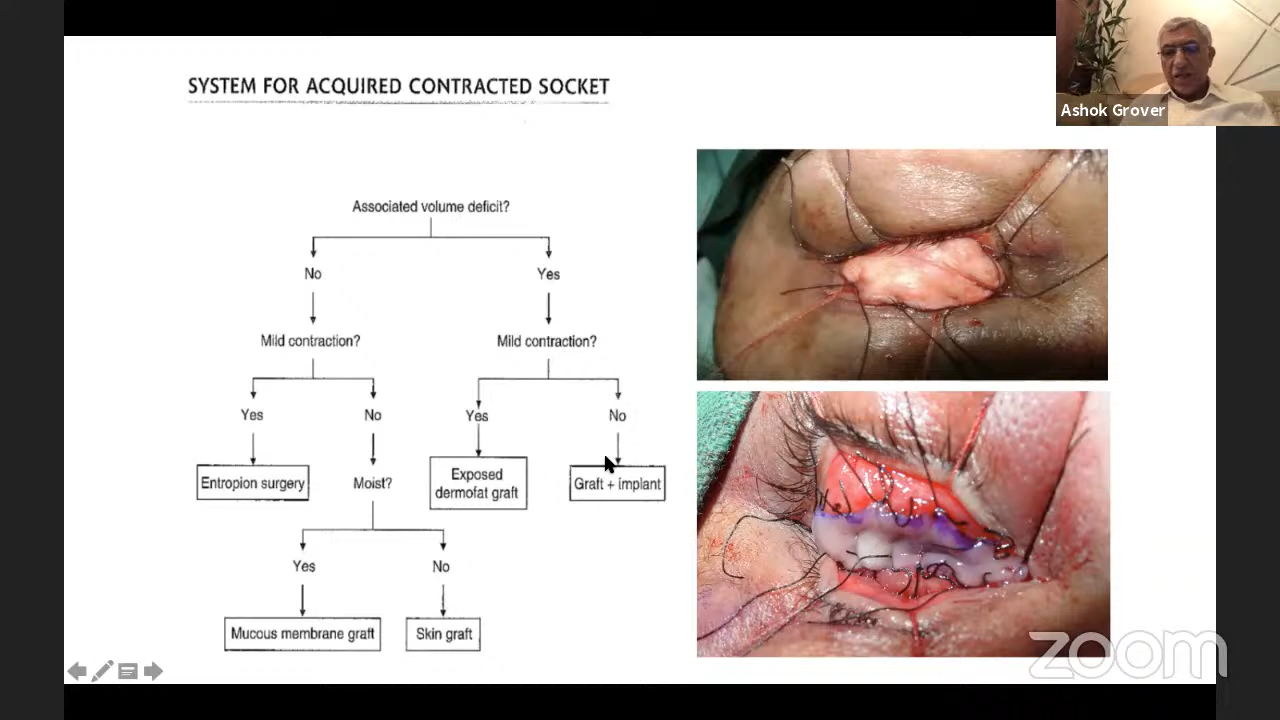 SYSTEM FOR ACQUIRED CONTRACTED SOCKET
Ashok Grover
Associated volume deficit?
No
Yes
Mild contraction?
Mild contraction?
Yes
No
Yes
No
Entropion surgery
Moist?
Exposed
dermofat graft
Graft + implant
Yes
No
Mucous membrane graft
Skin graft
zoom